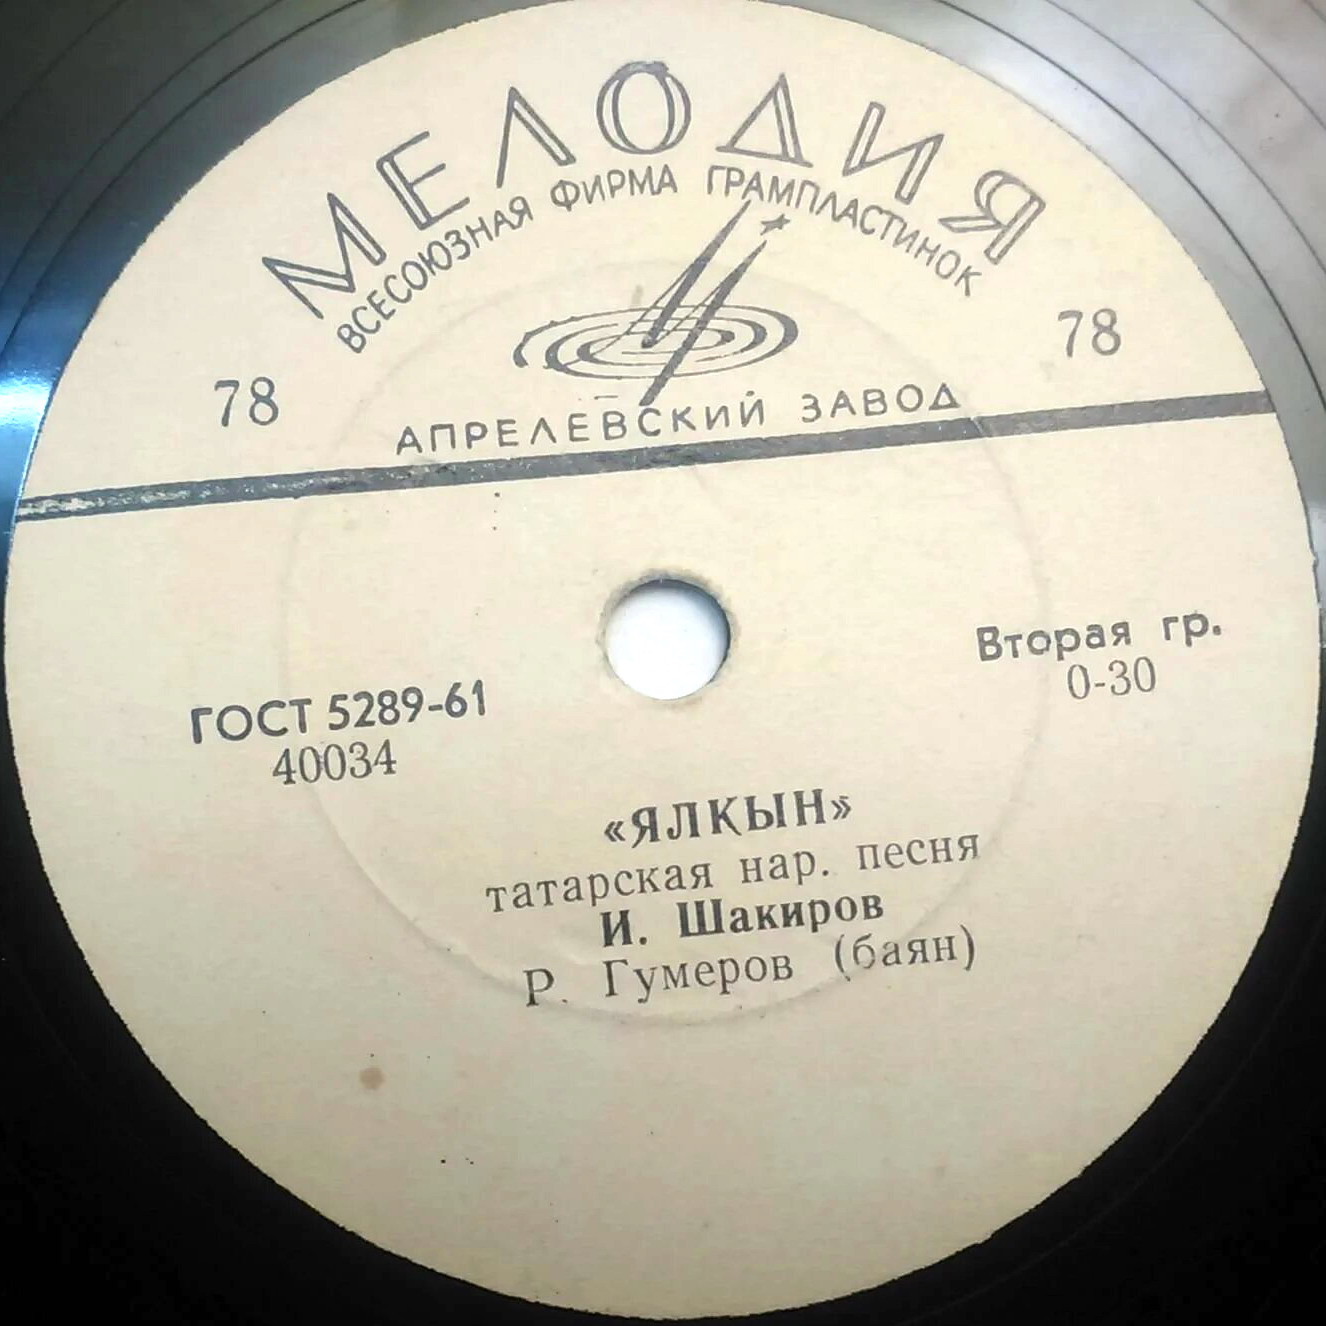 МЕЛОДИЯ
ВСЕСОЮЗНАЯ ФИРМА ГРАМПЛАСТИНОК
78
78
АПРЕЛЕВСКИЙ ЗАВОД
ГОСТ 5289-61
40034
Вторая гр.
0-30
«ЯЛКЫН»
татарская нар. песня
И. Шакиров
Р. Гумеров (баян)